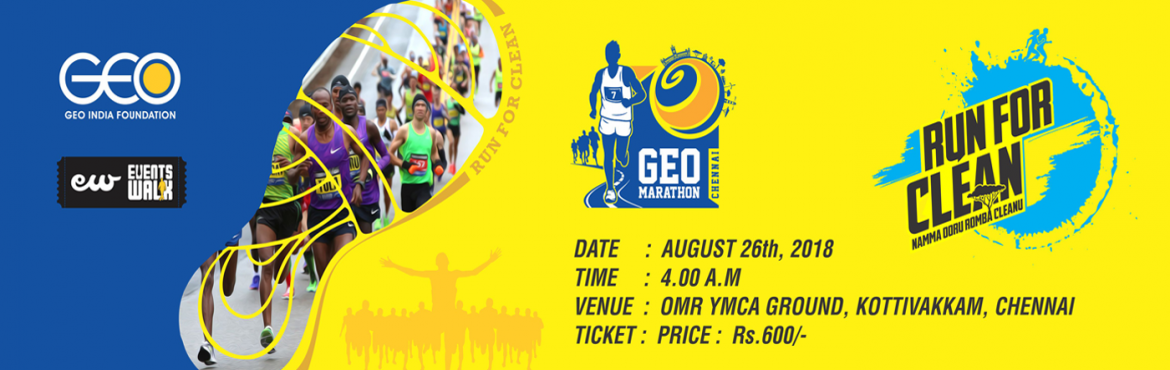 GEO
GEO INDIA FOUNDATION
ew EVENTS
WALK
RUN FOR CLEAN
7
GEO
MARATHON
CHENNAI
RUN FOR
CLEAN
NAMMA OORU ROMBA CLEANU
DATE : AUGUST 26th, 2018
TIME : 4.00 A.M
VENUE : OMR YMCA GROUND, KOTTIVAKKAM, CHENNAI
TICKET : PRICE : Rs.600/-